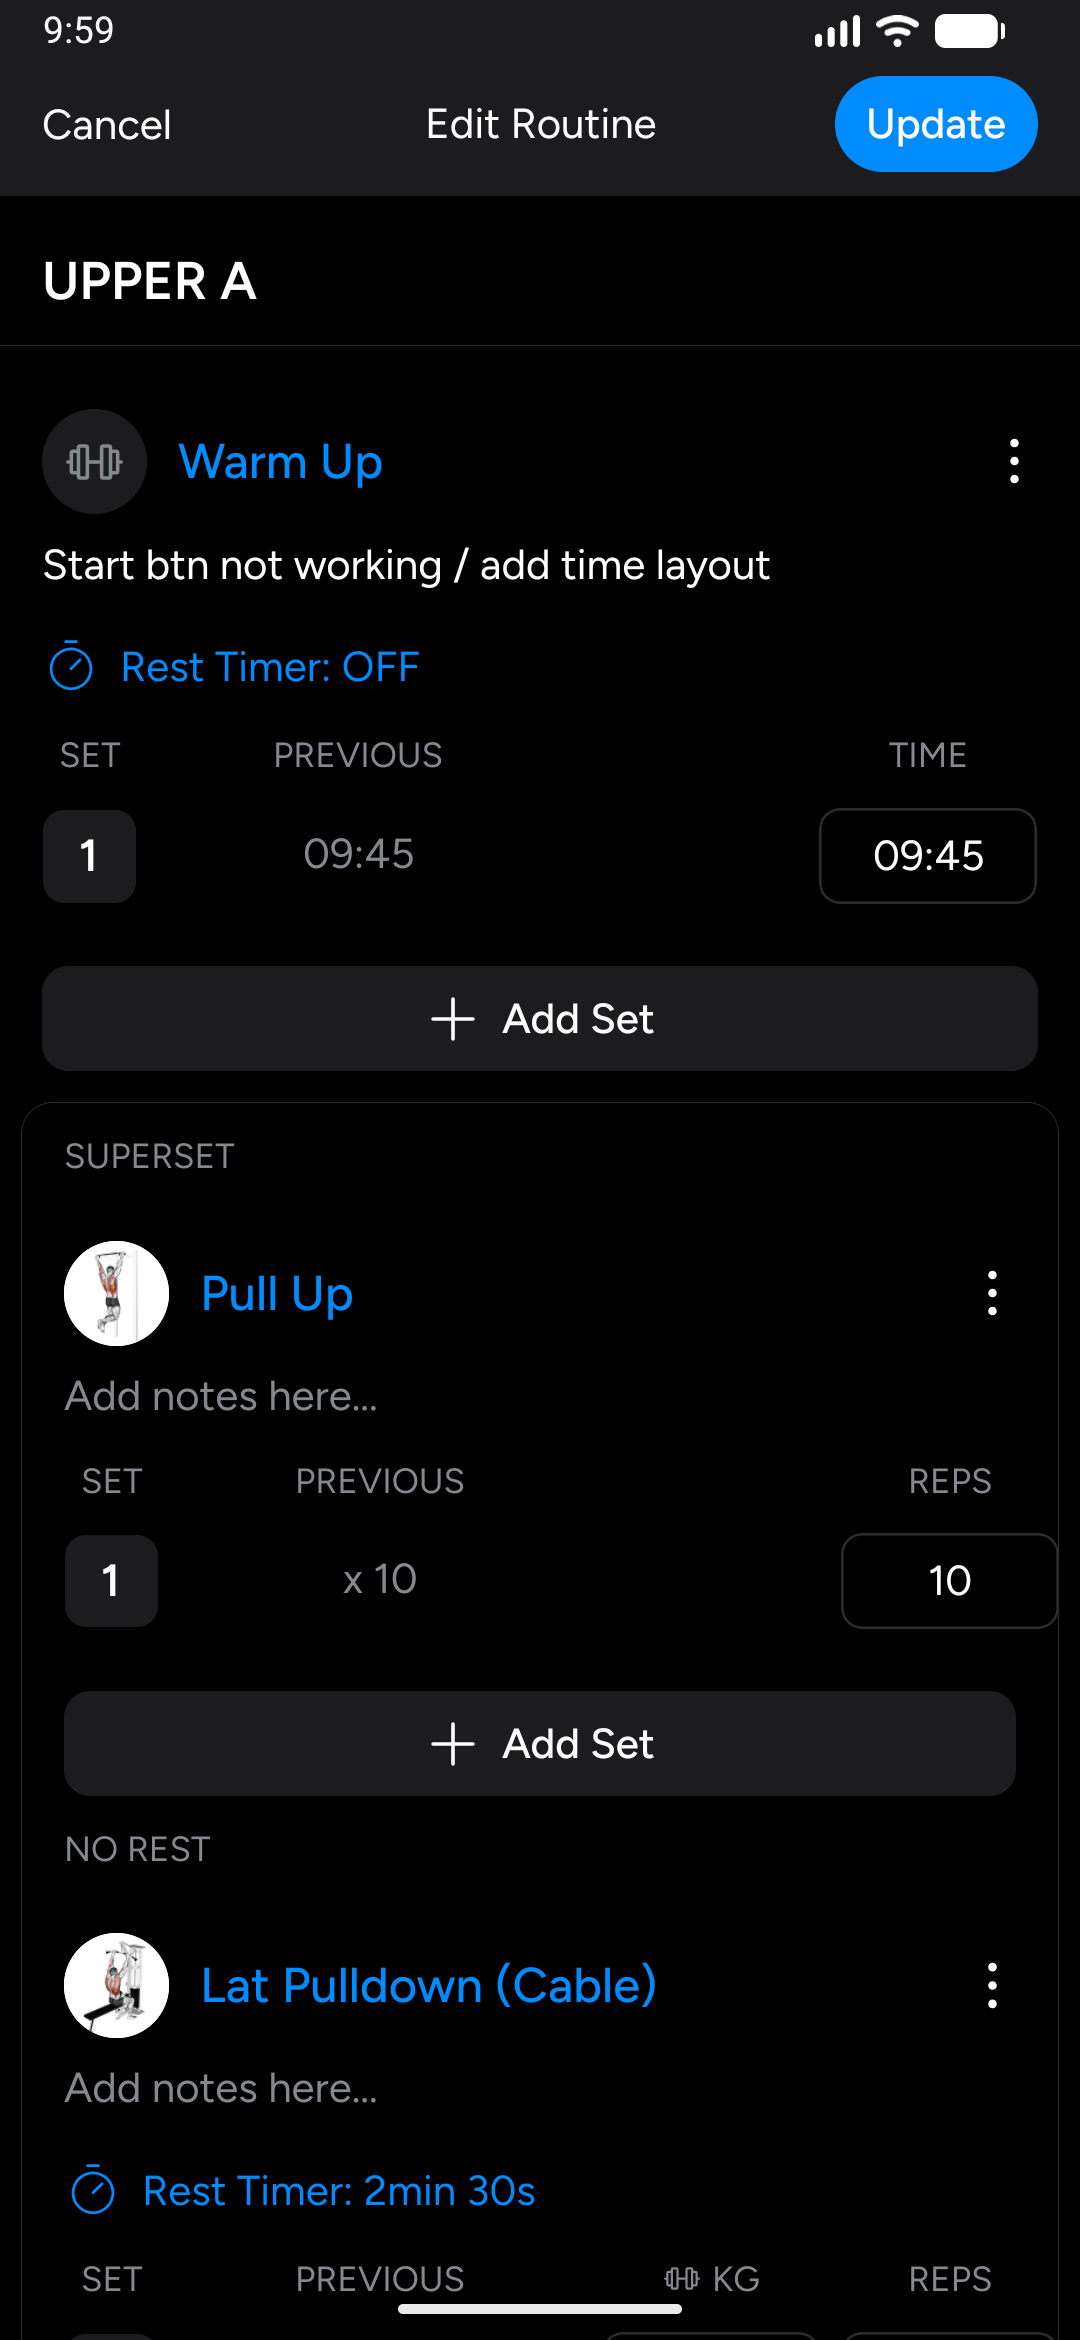 9:59
Cancel
Edit Routine
Update
UPPER A
Warm Up
Start btn not working / add time layout
Rest Timer: OFF
SET PREVIOUS TIME
1 09:45 09:45
+ Add Set
SUPERSET
Pull Up
Add notes here...
SET PREVIOUS REPS
1 x 10 10
+ Add Set
NO REST
Lat Pulldown (Cable)
Add notes here...
Rest Timer: 2min 30s
SET PREVIOUS KG REPS